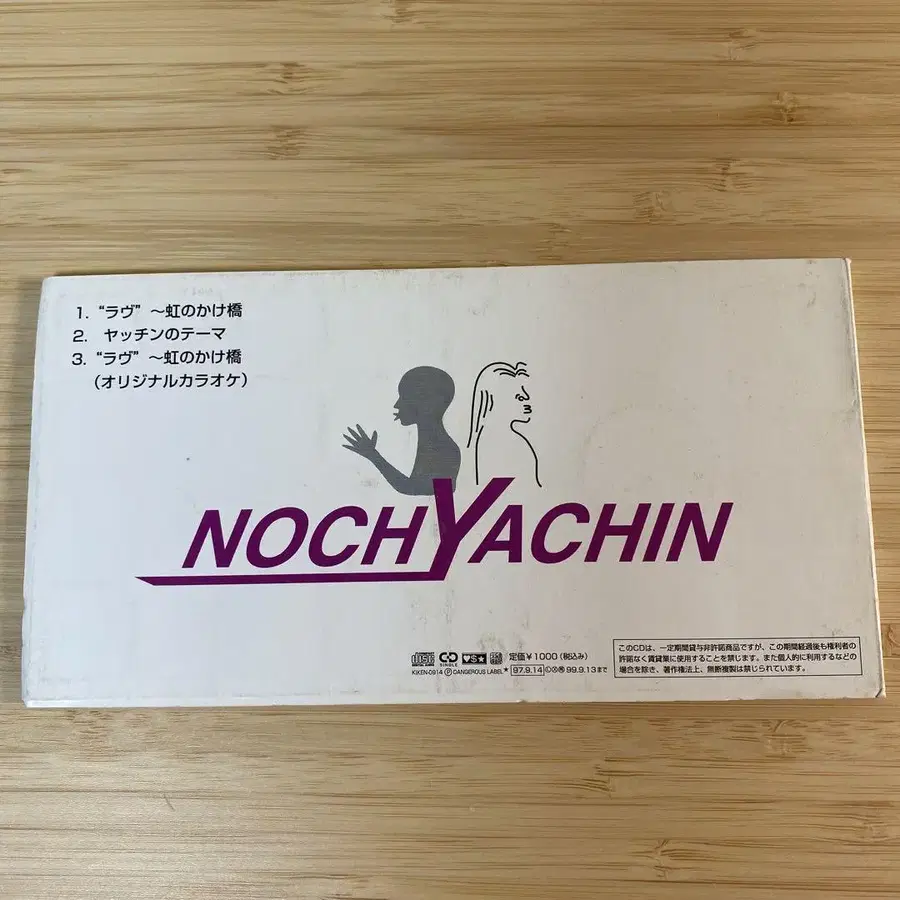 1. “ラヴ” ～虹のかけ橋
2. ヤッチンのテーマ
3. “ラヴ” ～虹のかけ橋
(オリジナルカラオケ)
NOCHYACHIN
COMPACT disc DIGITAL AUDIO CD SINGLE 定価￥1000(税込み)
KIKEN-0914 Ⓟ DANGEROUS LABEL★ 97.9.14 99.9.13まで
このCDは、一定期間貸与非許諾商品ですが、この期間経過後も権利者の
許諾なく賃貸業に使用することを禁じます。また個人的に利用するなどの
場合を除き、著作権法上、無断複製は禁じられています。